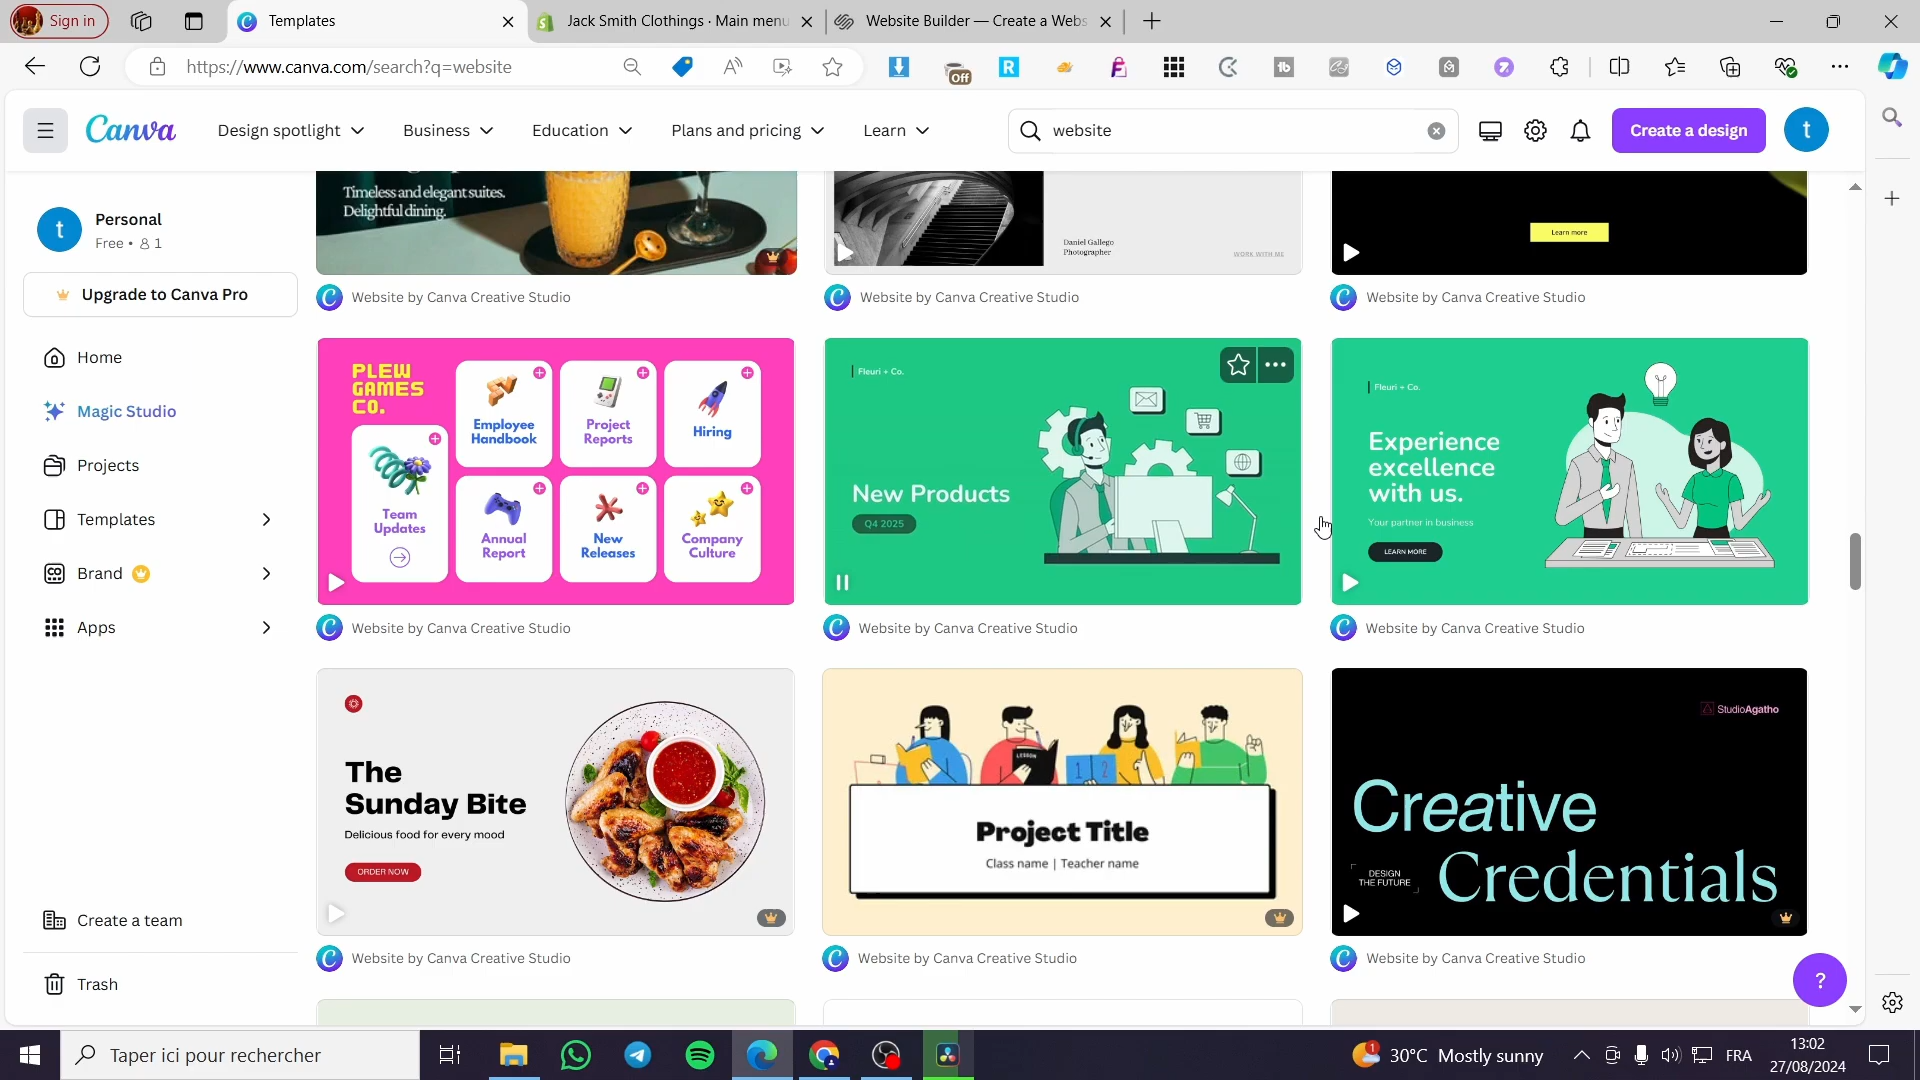 Sign in
Templates
Jack Smith Clothings · Main menu
Website Builder — Create a Webs
https://www.canva.com/search?q=website
Off
Canva
Design spotlight
Business
Education
Plans and pricing
Learn
website
Create a design
t
t
Personal
Free • 1
Upgrade to Canva Pro
Home
Magic Studio
Projects
Templates
Brand
Apps
Create a team
Trash
Timeless and elegant suites.
Delightful dining.
Daniel Gallego
Photographer
WORK WITH ME
Learn more
Website by Canva Creative Studio
Website by Canva Creative Studio
Website by Canva Creative Studio
PLEW
GAMES
CO.
Employee
Handbook
Project
Reports
Hiring
Team
Updates
Annual
Report
New
Releases
Company
Culture
Fleuri + Co.
New Products
Q4 2025
Fleuri + Co.
Experience
excellence
with us.
Your partner in business
LEARN MORE
Website by Canva Creative Studio
Website by Canva Creative Studio
Website by Canva Creative Studio
The
Sunday Bite
Delicious food for every mood
ORDER NOW
LESSON
1 2
Project Title
Class name | Teacher name
StudioAgatho
Creative
DESIGN
THE FUTURE
Credentials
Website by Canva Creative Studio
Website by Canva Creative Studio
Website by Canva Creative Studio
?
Taper ici pour rechercher
1
30°C Mostly sunny
FRA
13:02
27/08/2024